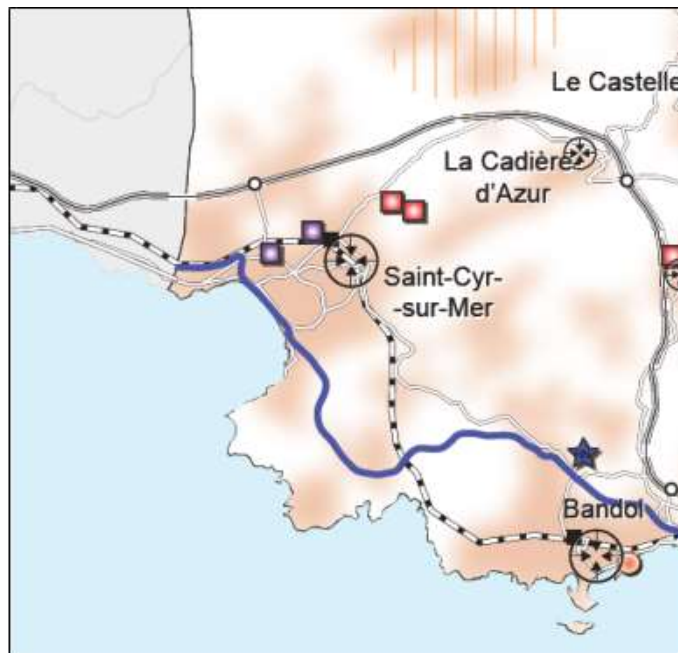 Le Castelle
La Cadière
d'Azur
Saint-Cyr-
-sur-Mer
Bandol